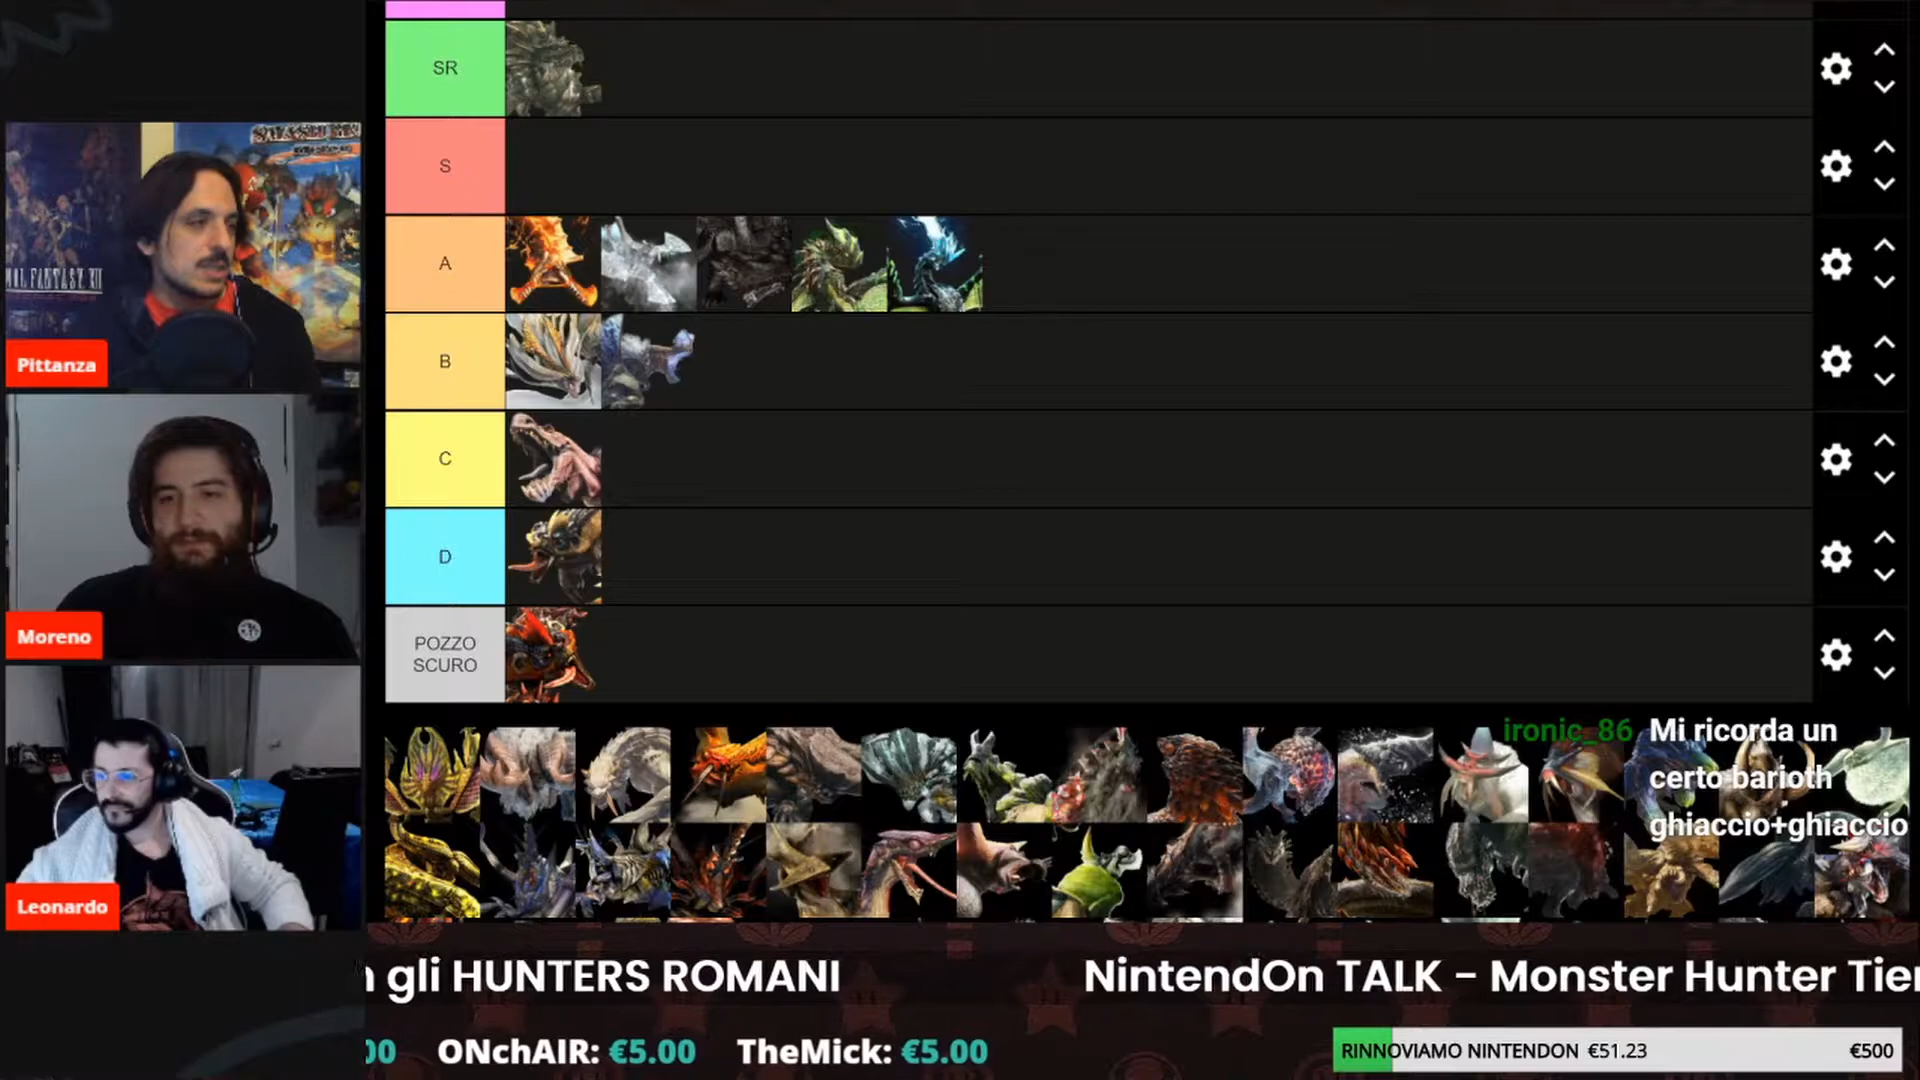 SR
S
A
B
C
D
POZZO
SCURO
Pittanza
Moreno
Leonardo
ironic_86 Mi ricorda un
certo barioth
ghiaccio+ghiaccio
gli HUNTERS ROMANI
NintendOn TALK - Monster Hunter Tier
00 ONchAIR: €5.00 TheMick: €5.00
RINNOVIAMO NINTENDON €51.23 €500